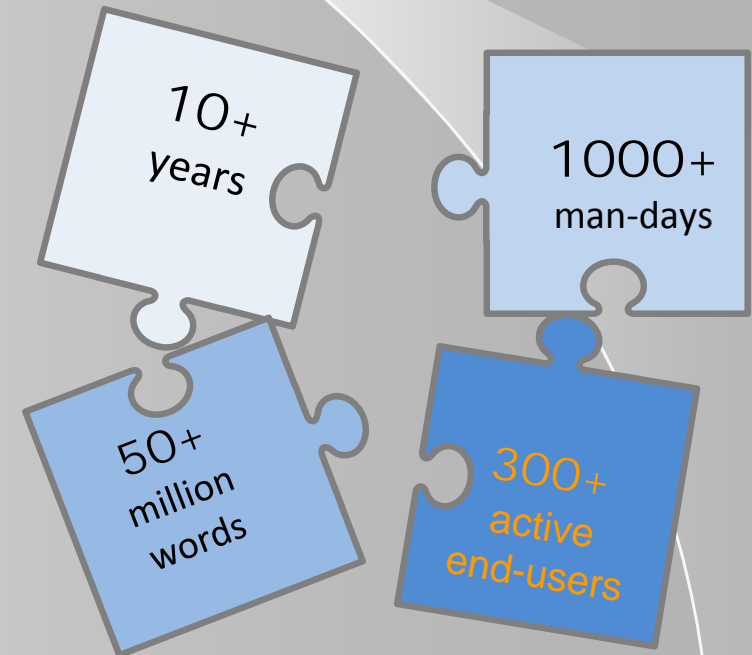 10+
years
1000+
man-days
50+
million
words
300+
active
end-users